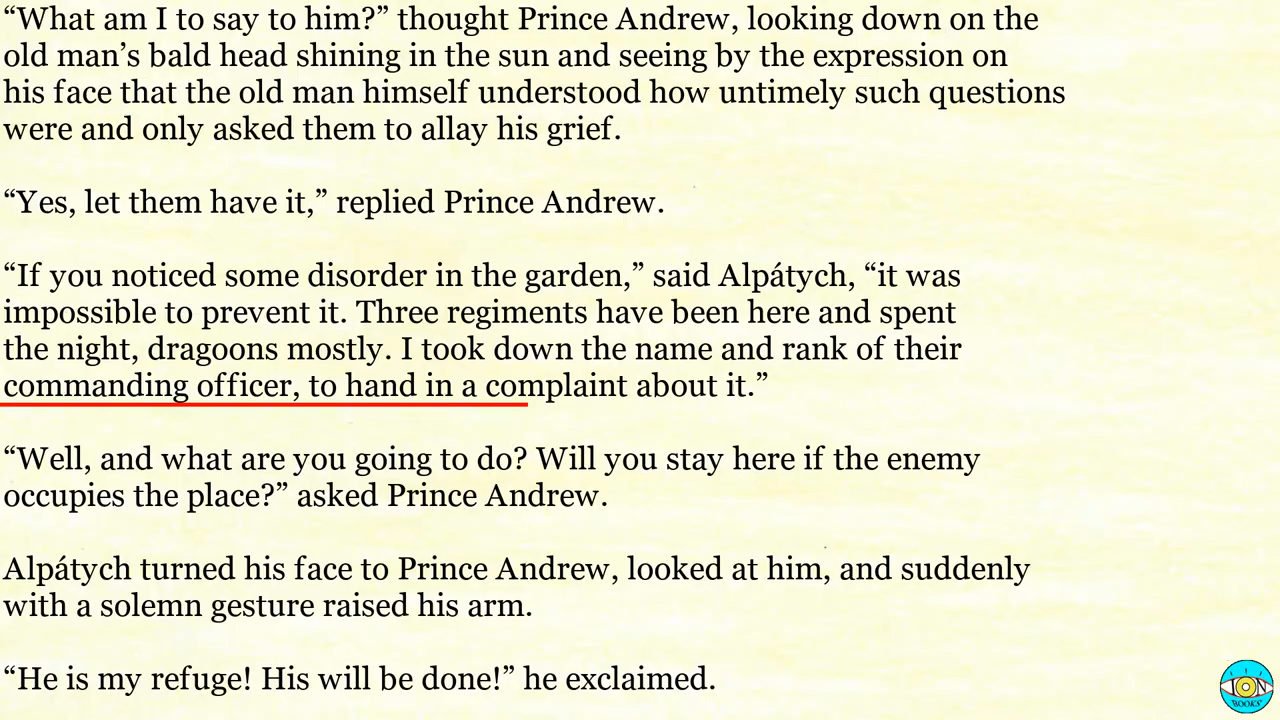 “What am I to say to him?” thought Prince Andrew, looking down on the
old man’s bald head shining in the sun and seeing by the expression on
his face that the old man himself understood how untimely such questions
were and only asked them to allay his grief.
“Yes, let them have it,” replied Prince Andrew.
“If you noticed some disorder in the garden,” said Alpátych, “it was
impossible to prevent it. Three regiments have been here and spent
the night, dragoons mostly. I took down the name and rank of their
commanding officer, to hand in a complaint about it.”
“Well, and what are you going to do? Will you stay here if the enemy
occupies the place?” asked Prince Andrew.
Alpátych turned his face to Prince Andrew, looked at him, and suddenly
with a solemn gesture raised his arm.
“He is my refuge! His will be done!” he exclaimed.
ION
BOOKS